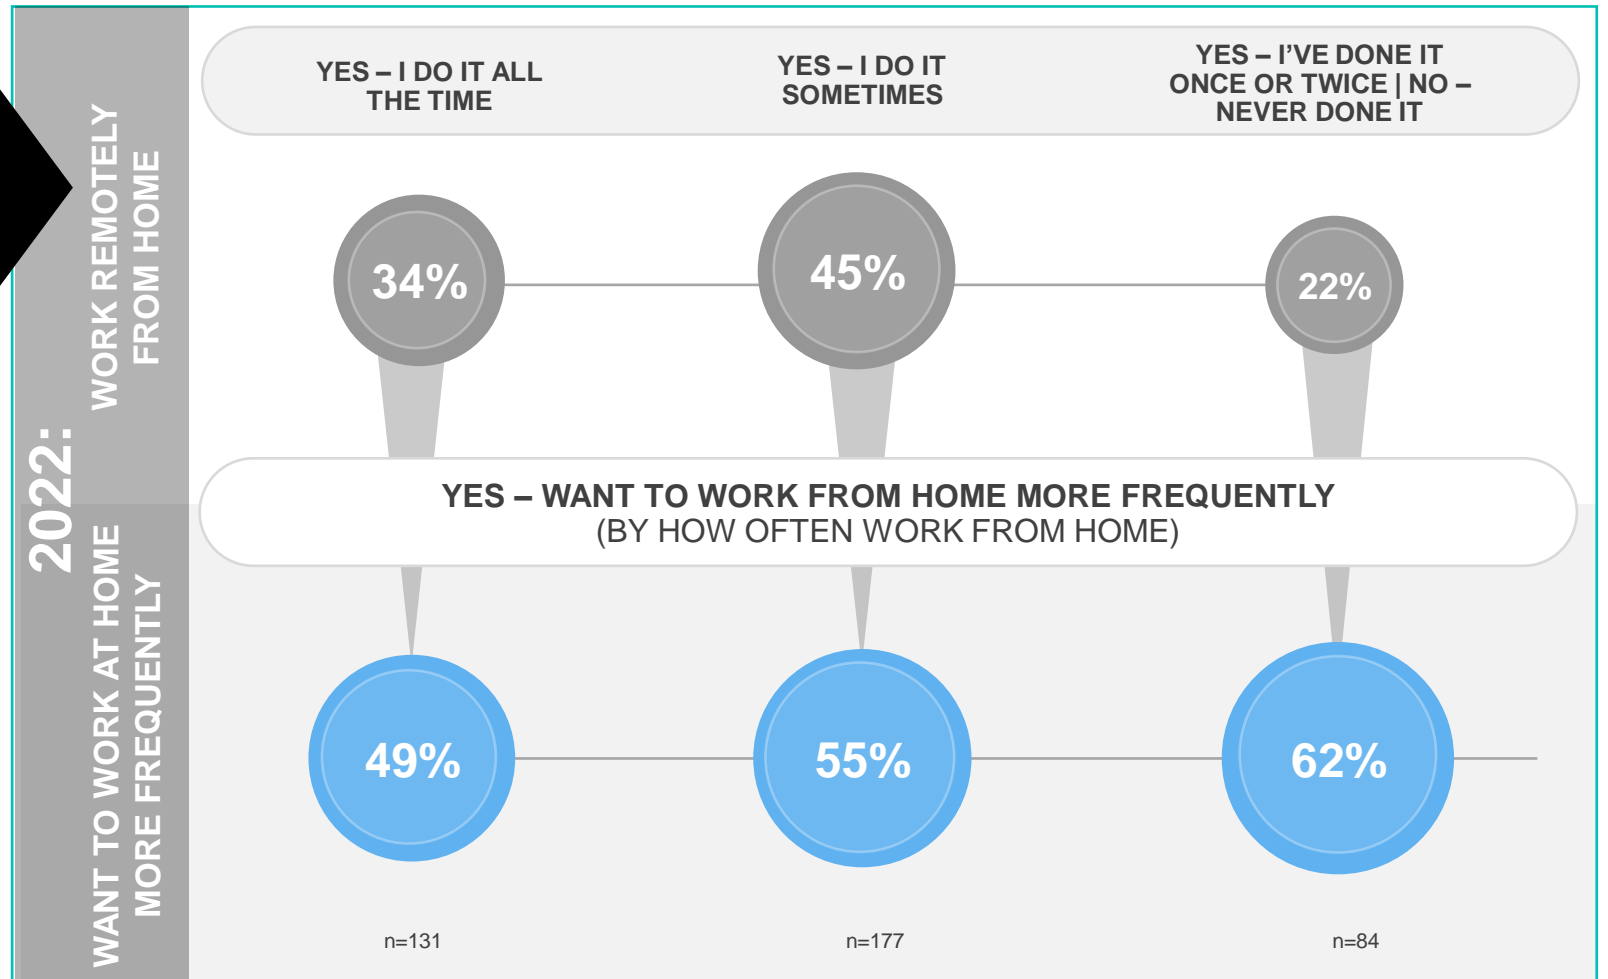 2022:
WORK REMOTELY
FROM HOME
YES – I DO IT ALL
THE TIME
YES – I DO IT
SOMETIMES
YES – I'VE DONE IT
ONCE OR TWICE | NO –
NEVER DONE IT
34%
45%
22%
YES – WANT TO WORK FROM HOME MORE FREQUENTLY
(BY HOW OFTEN WORK FROM HOME)
WANT TO WORK AT HOME
MORE FREQUENTLY
49%
55%
62%
n=131
n=177
n=84